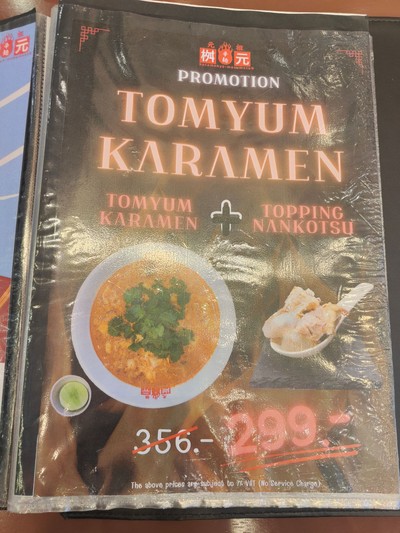 桝 元
PROMOTION
TOMYUM
KARAMEN
TOMYUM
KARAMEN
+
TOPPING
NANKOTSU
356.-
299.-
The above prices are subject to 7% VAT (No Service Charge)